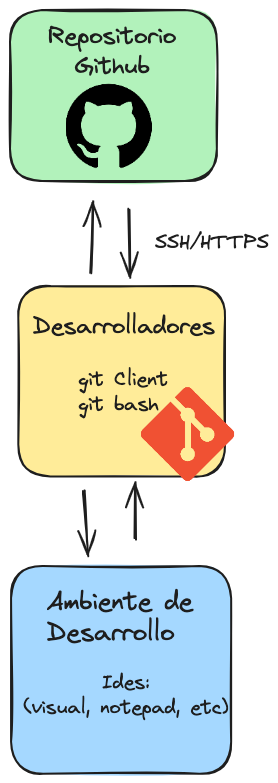 Repositorio
Github
SSH/HTTPS
Desarrolladores
git Client
git bash
Ambiente de
Desarrollo
Ides:
(visual, notepad, etc)